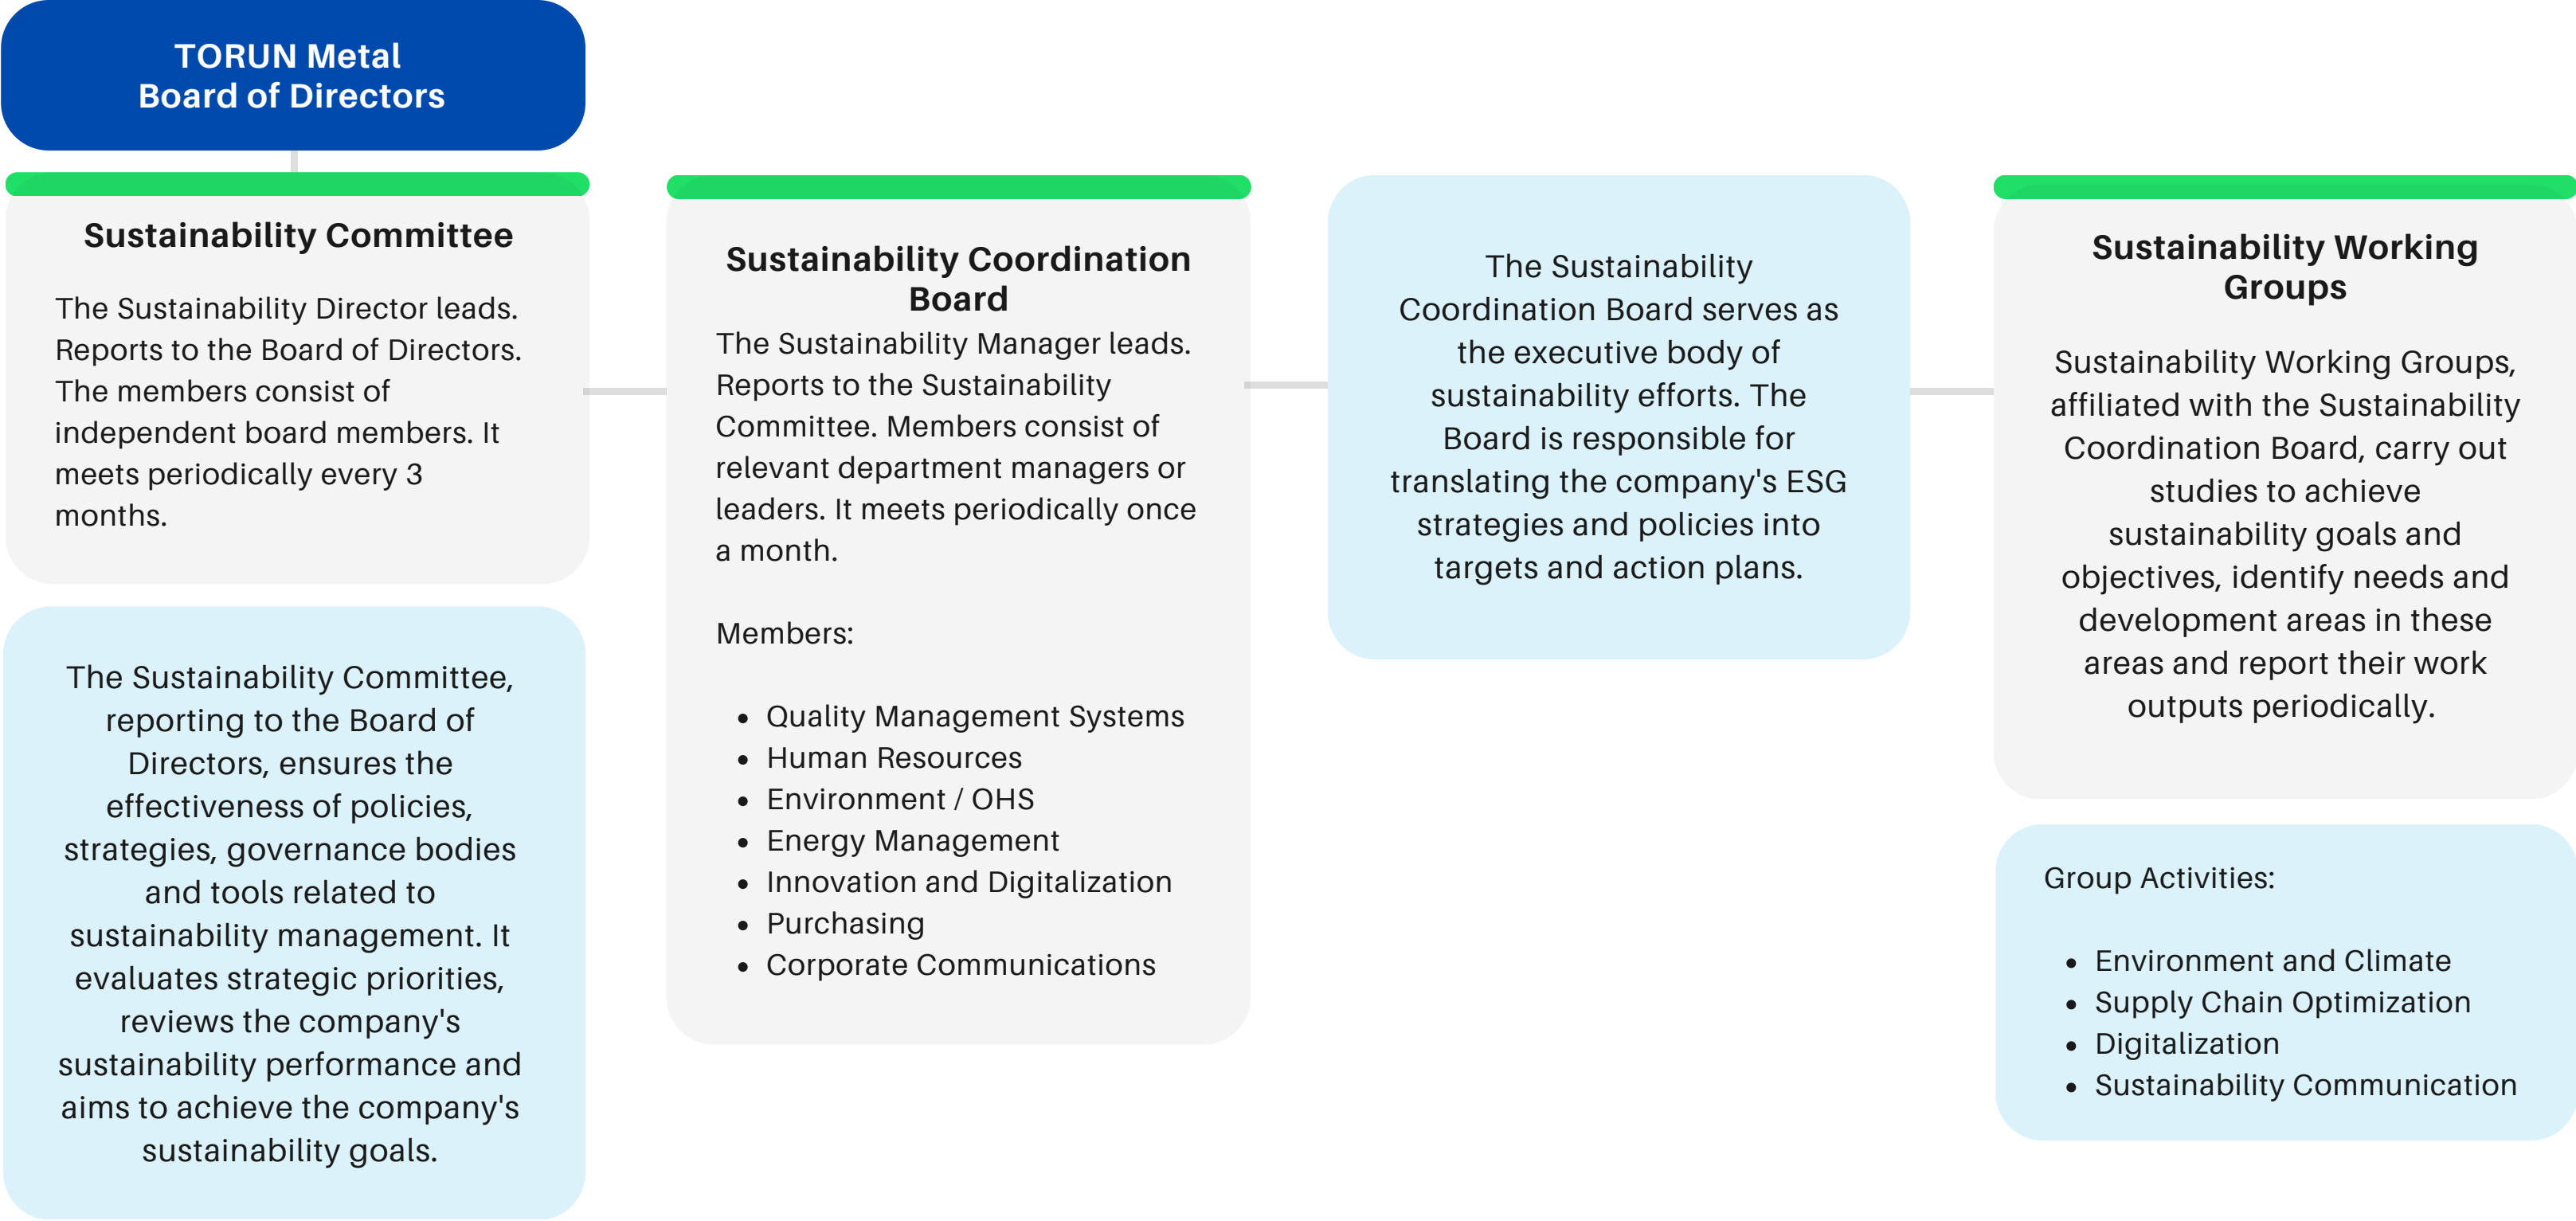 TORUN Metal
Board of Directors
Sustainability Committee
The Sustainability Director leads.
Reports to the Board of Directors.
The members consist of
independent board members. It
meets periodically every 3
months.
The Sustainability Committee,
reporting to the Board of
Directors, ensures the
effectiveness of policies,
strategies, governance bodies
and tools related to
sustainability management. It
evaluates strategic priorities,
reviews the company's
sustainability performance and
aims to achieve the company's
sustainability goals.
Sustainability Coordination
Board
The Sustainability Manager leads.
Reports to the Sustainability
Committee. Members consist of
relevant department managers or
leaders. It meets periodically once
a month.
Members:
• Quality Management Systems
• Human Resources
• Environment / OHS
• Energy Management
• Innovation and Digitalization
• Purchasing
• Corporate Communications
The Sustainability
Coordination Board serves as
the executive body of
sustainability efforts. The
Board is responsible for
translating the company's ESG
strategies and policies into
targets and action plans.
Sustainability Working
Groups
Sustainability Working Groups,
affiliated with the Sustainability
Coordination Board, carry out
studies to achieve
sustainability goals and
objectives, identify needs and
development areas in these
areas and report their work
outputs periodically.
Group Activities:
• Environment and Climate
• Supply Chain Optimization
• Digitalization
• Sustainability Communication